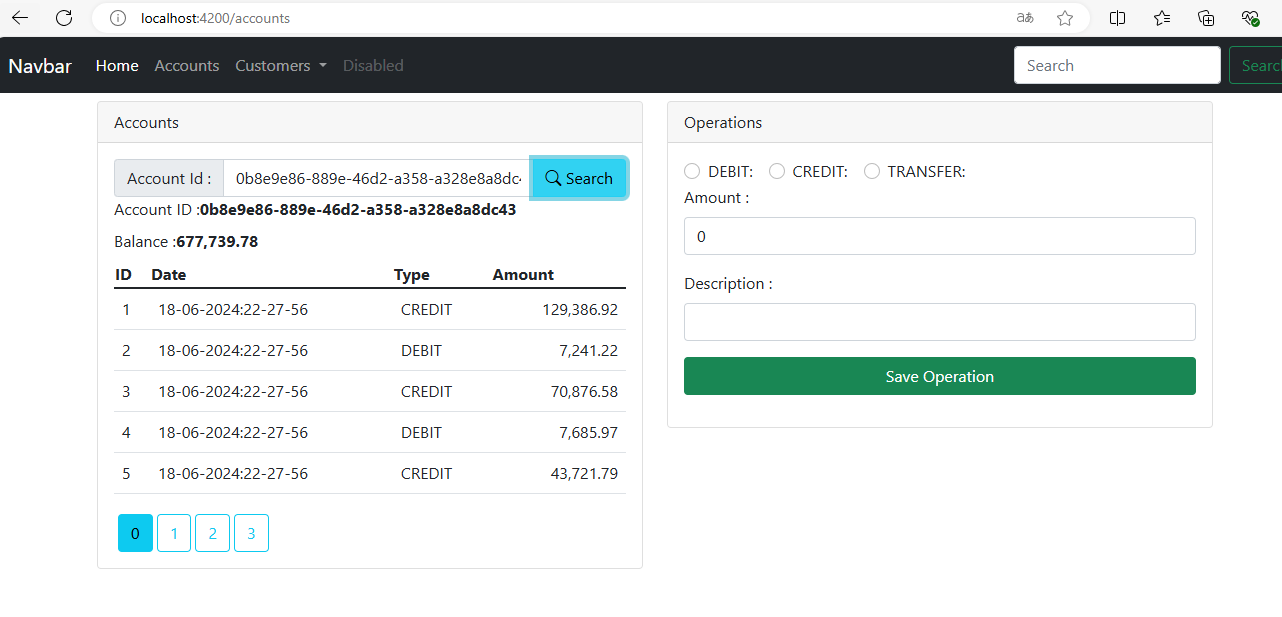 localhost:4200/accounts
Navbar Home Accounts Customers Disabled Search Searc
Accounts
Account Id : 0b8e9e86-889e-46d2-a358-a328e8a8dc4 Search
Account ID :0b8e9e86-889e-46d2-a358-a328e8a8dc43
Balance :677,739.78
ID Date Type Amount
1 18-06-2024:22-27-56 CREDIT 129,386.92
2 18-06-2024:22-27-56 DEBIT 7,241.22
3 18-06-2024:22-27-56 CREDIT 70,876.58
4 18-06-2024:22-27-56 DEBIT 7,685.97
5 18-06-2024:22-27-56 CREDIT 43,721.79
0 1 2 3
Operations
DEBIT: CREDIT: TRANSFER:
Amount :
0
Description :
Save Operation